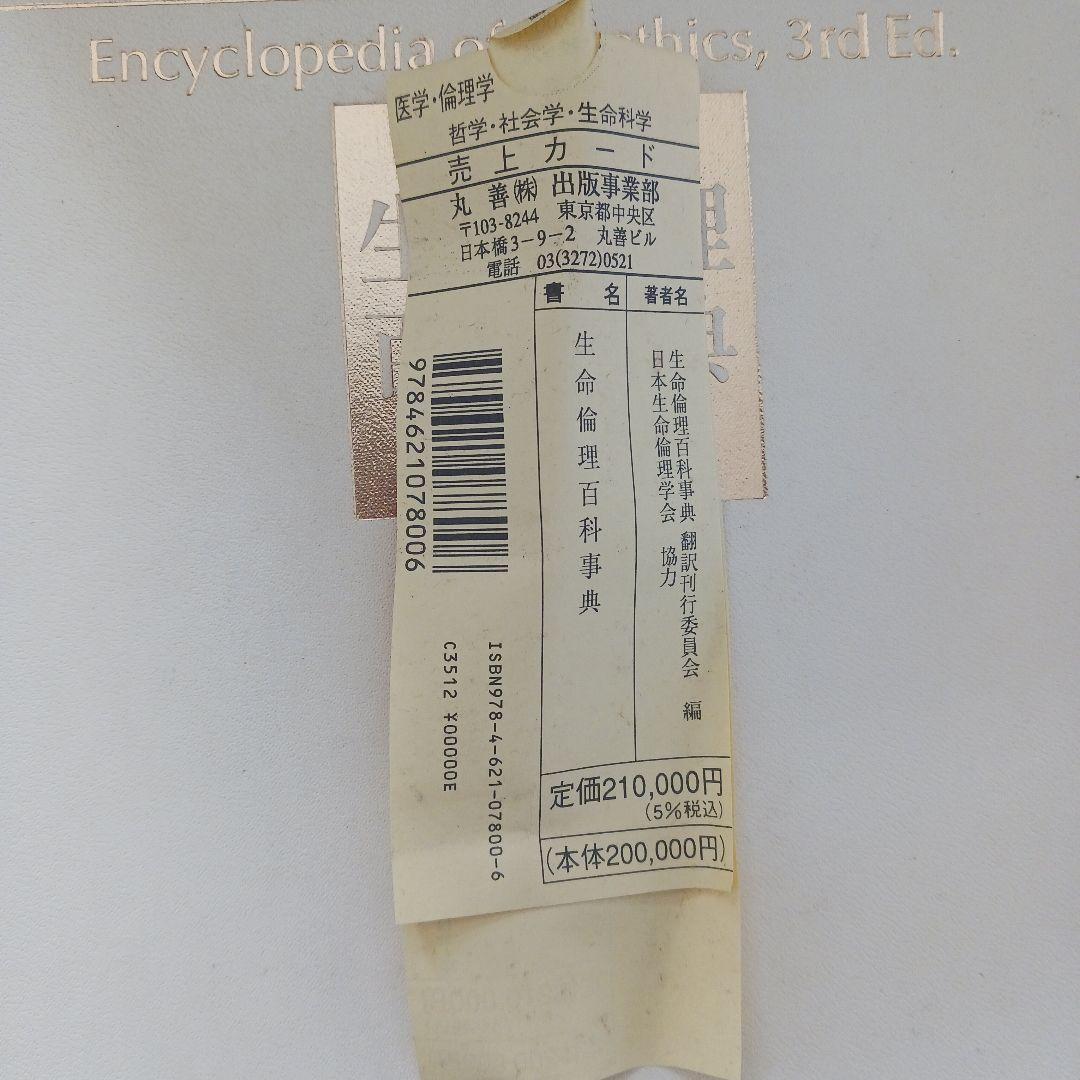 Encyclopedia of thics, 3rd Ed.
医学・倫理学
哲学・社会学・生命科学
売上カード
丸善㈱ 出版事業部
〒103-8244 東京都中央区
日本橋3-9-2 丸善ビル
電話 03(3272)0521
書名
著者名
生命倫理百科事典
生命倫理百科事典 翻訳刊行委員会 編
日本生命倫理学会 協力
9784621078006
ISBN978-4-621-07800-6
C3512 ¥00000E
定価210,000円
(5%税込)
(本体200,000円)